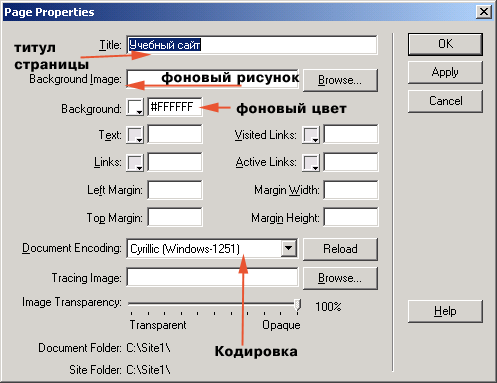 Page Properties
титул страницы
Title: Учебный сайт
OK
Background Image: фоновый рисунок Browse...
Apply
Background: #FFFFFF фоновый цвет
Cancel
Text: Visited Links:
Links: Active Links:
Left Margin: Margin Width:
Top Margin: Margin Height:
Document Encoding: Cyrillic (Windows-1251) Reload
Tracing Image: Browse...
Image Transparency: 100%
Transparent Opaque
Help
Кодировка
Document Folder: C:\Site1\
Site Folder: C:\Site1\